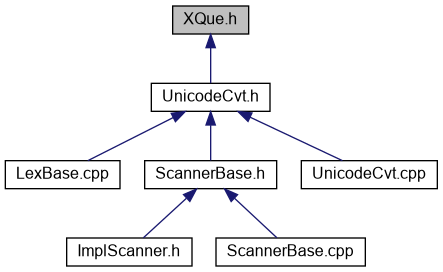 XQue.h
UnicodeCvt.h
LexBase.cpp
ScannerBase.h
UnicodeCvt.cpp
ImplScanner.h
ScannerBase.cpp